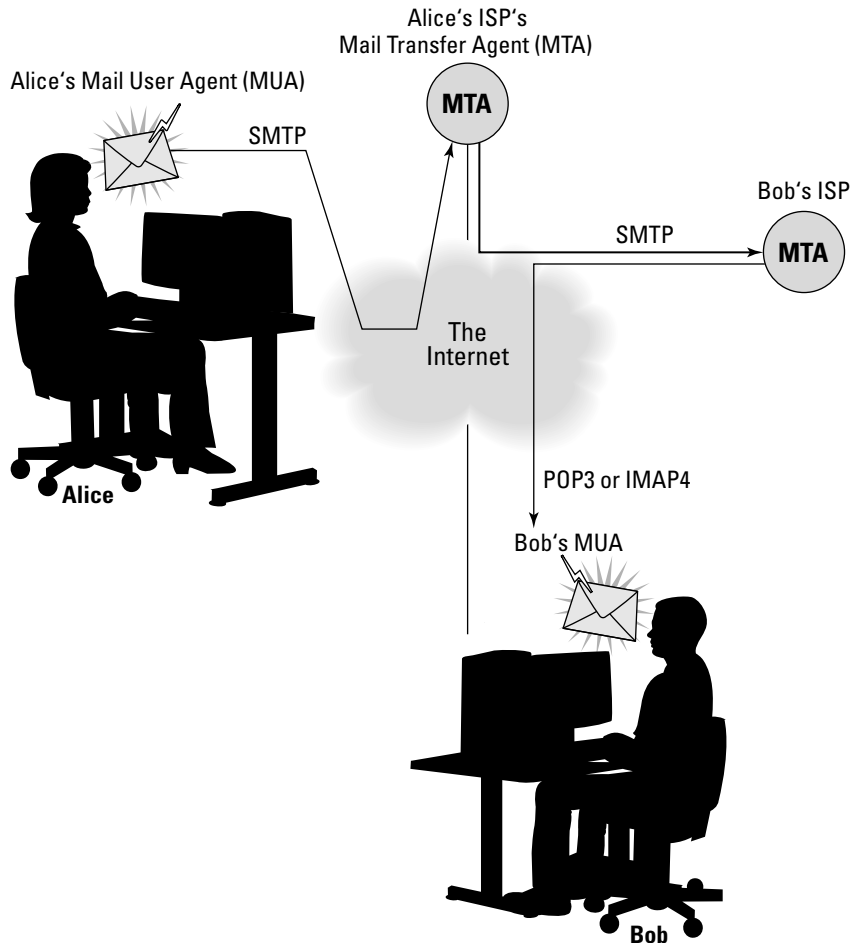 Alice‘s ISP‘s
Mail Transfer Agent (MTA)
Alice‘s Mail User Agent (MUA)
MTA
SMTP
Bob‘s ISP
SMTP
MTA
The
Internet
POP3 or IMAP4
Alice
Bob‘s MUA
Bob